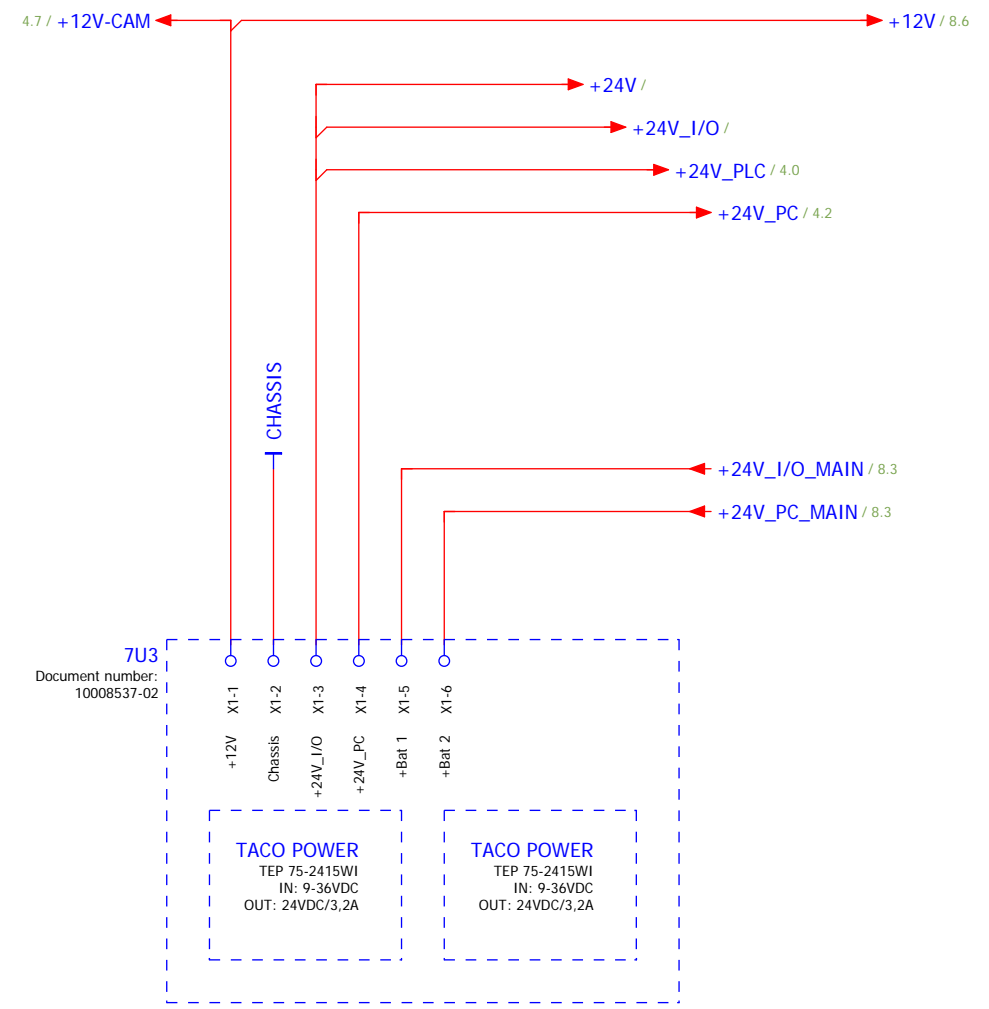 4.7 / +12V-CAM
+12V / 8.6
+24V /
+24V_I/O /
+24V_PLC / 4.0
+24V_PC / 4.2
CHASSIS
+24V_I/O_MAIN / 8.3
+24V_PC_MAIN / 8.3
7U3
Document number:
10008537-02
X1-1
X1-2
X1-3
X1-4
X1-5
X1-6
+12V
Chassis
+24V_I/O
+24V_PC
+Bat 1
+Bat 2
TACO POWER
TEP 75-2415WI
IN: 9-36VDC
OUT: 24VDC/3,2A
TACO POWER
TEP 75-2415WI
IN: 9-36VDC
OUT: 24VDC/3,2A